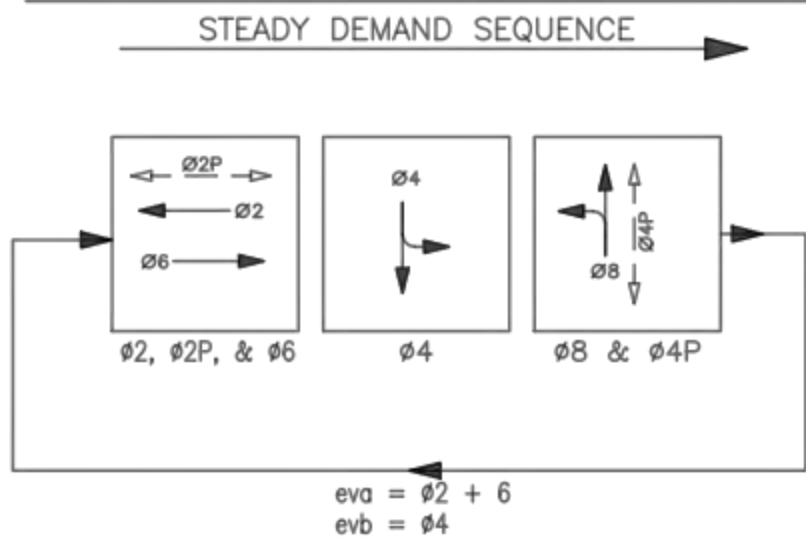 STEADY DEMAND SEQUENCE
Ø2P
Ø2
Ø6
ø2, ø2P, & ø6
Ø4
ø4
Ø8
Ø4P
ø8 & ø4P
eva = ø2 + 6
evb = ø4